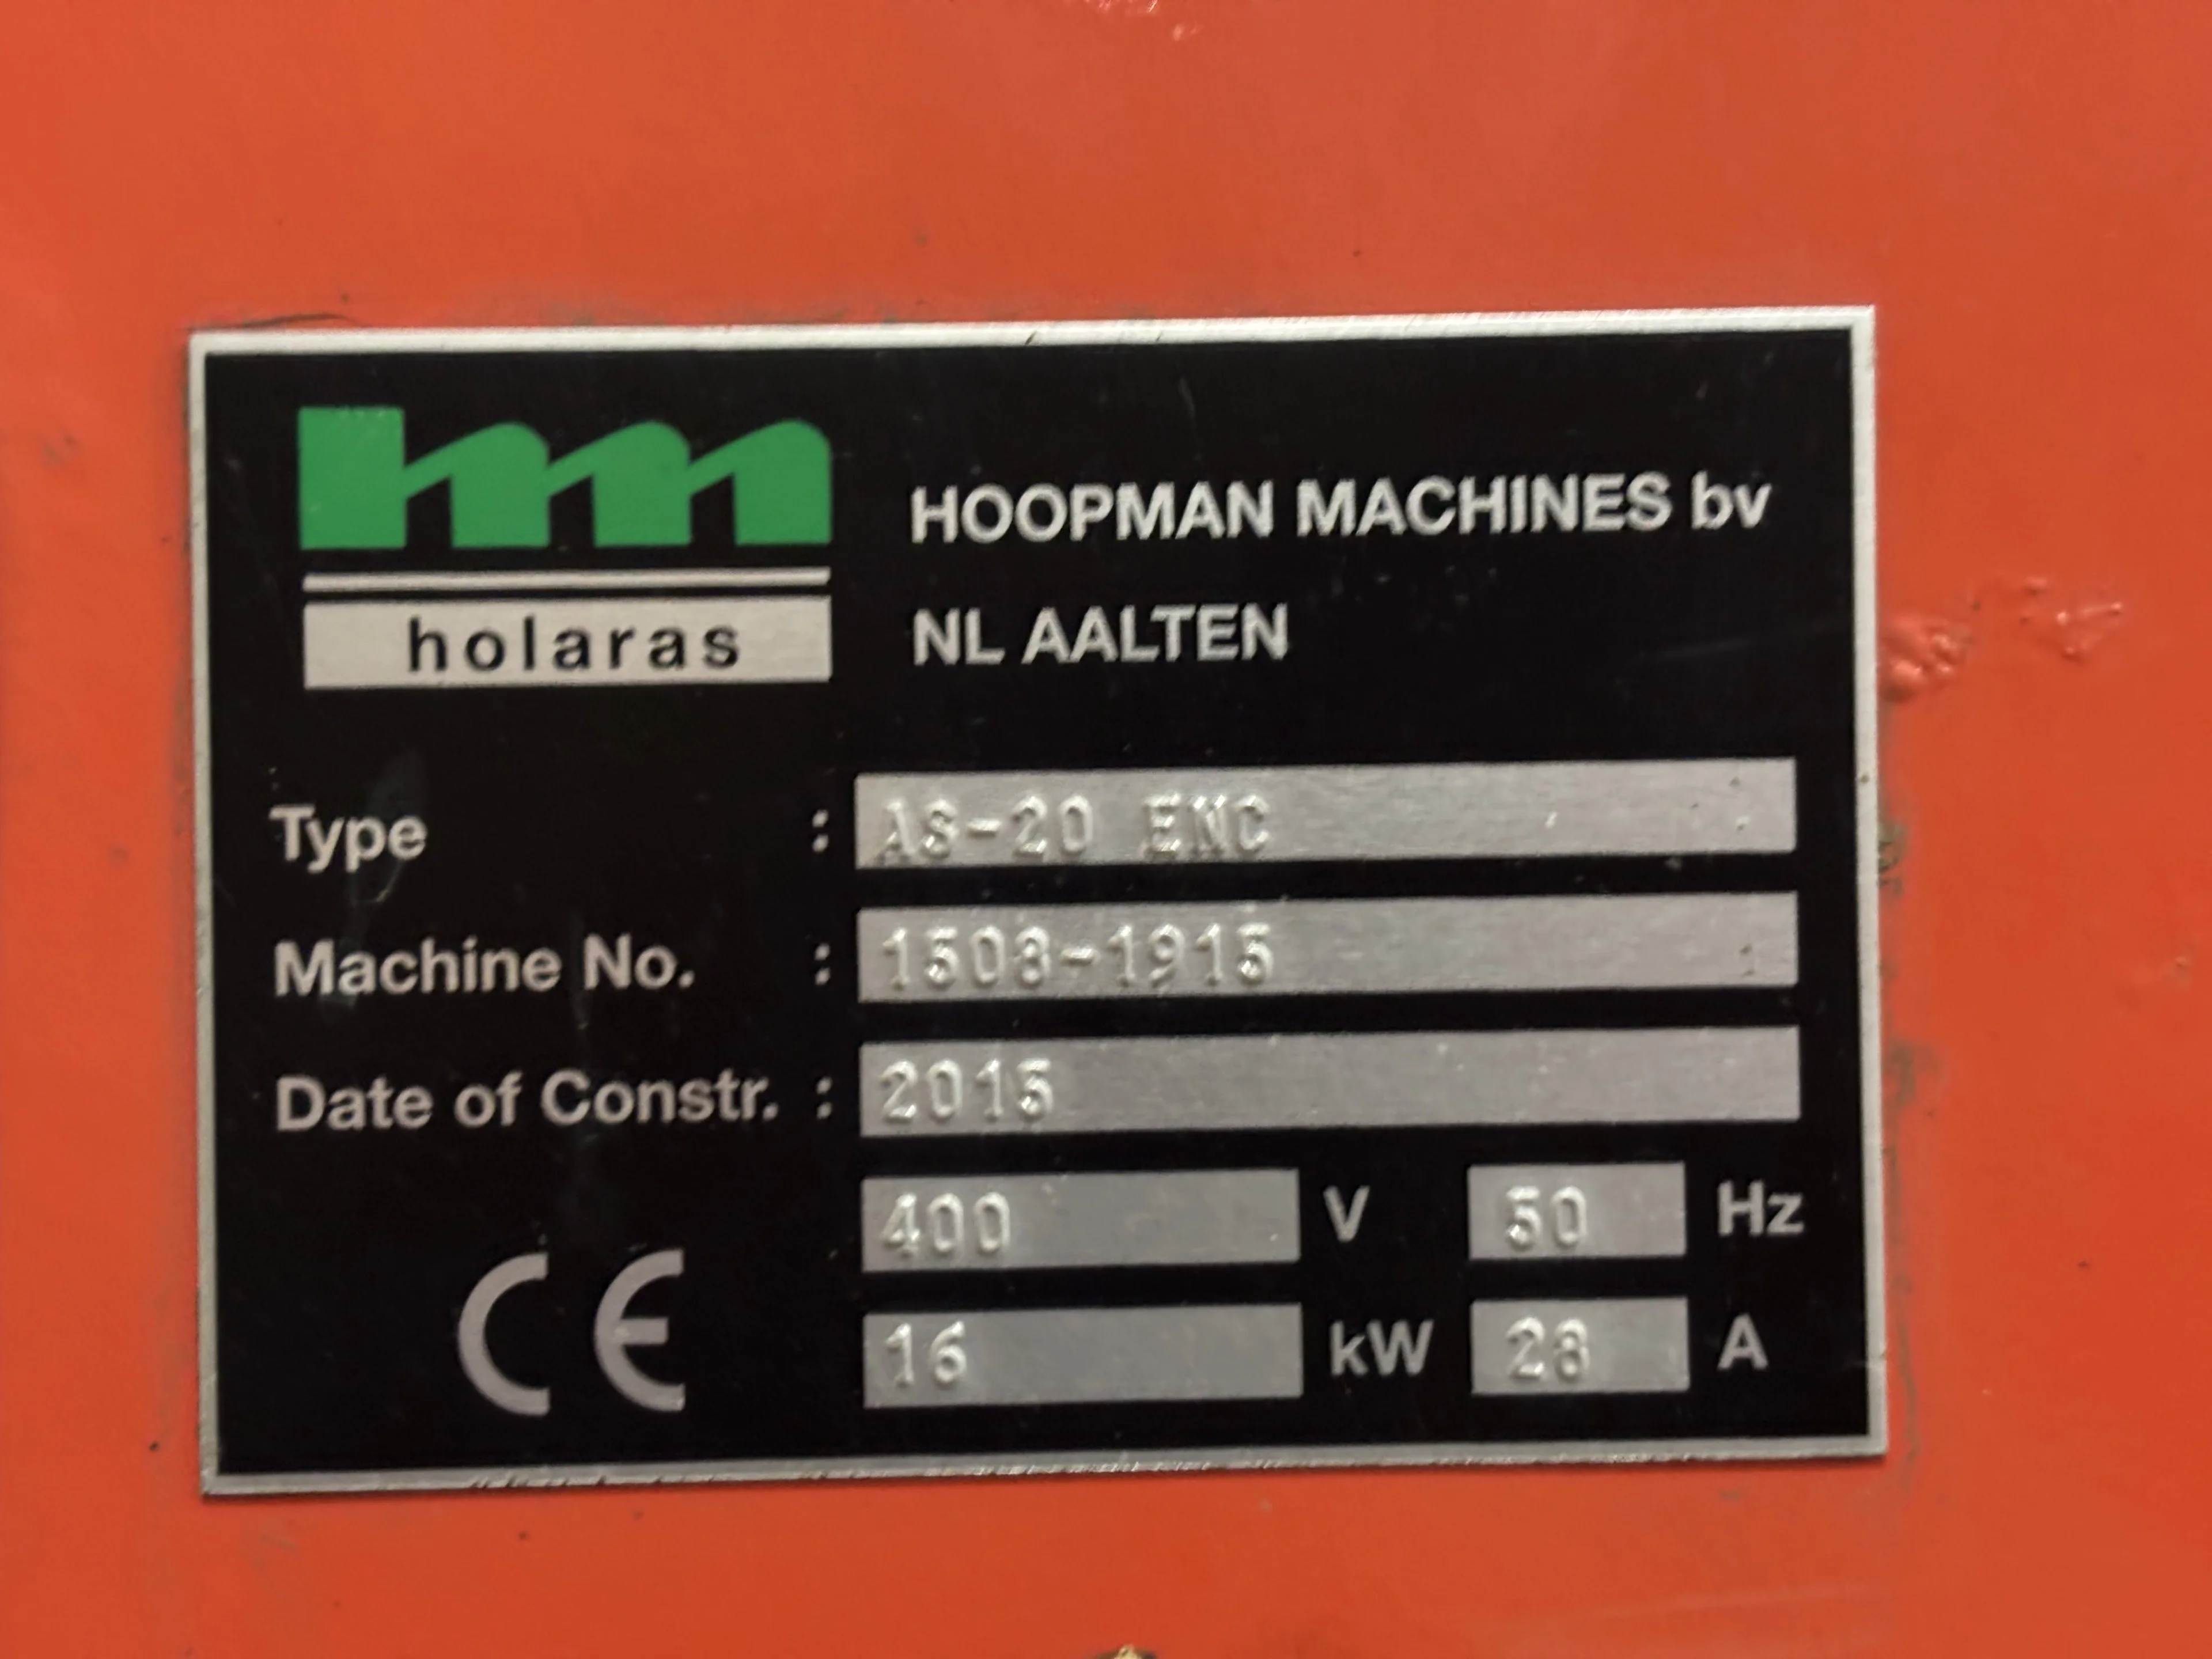 hm
holaras
HOOPMAN MACHINES bv
NL AALTEN
Type : AS-20 ENC
Machine No. : 1508-1915
Date of Constr. : 2015
400 V 50 Hz
CE 16 kW 28 A